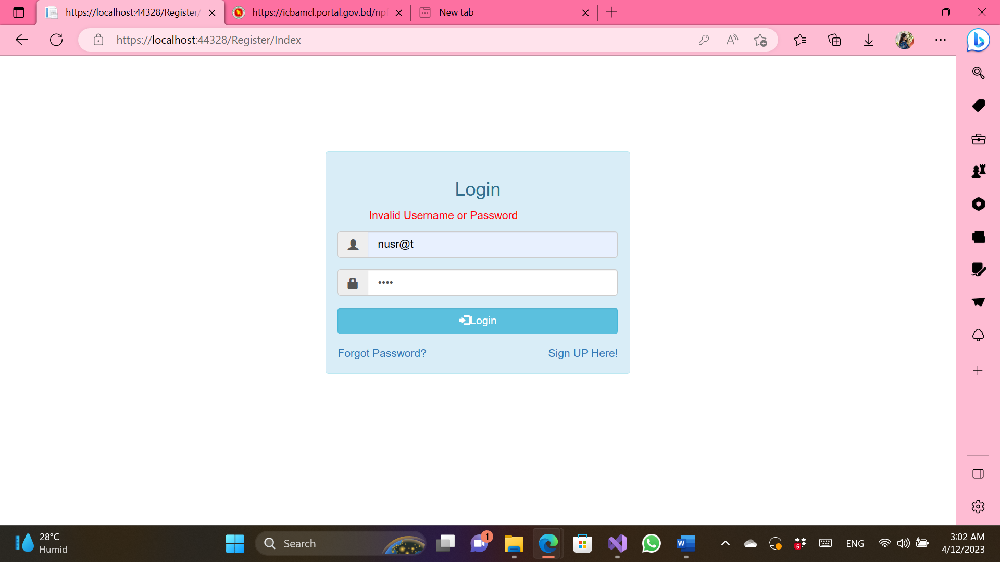 https://localhost:44328/Register/
https://icbamcl.portal.gov.bd/npf
New tab
https://localhost:44328/Register/Index
Login
Invalid Username or Password
nusr@t
••••
Login
Forgot Password?
Sign UP Here!
28°C
Humid
Search
1
W
5
ENG
3:02 AM
4/12/2023